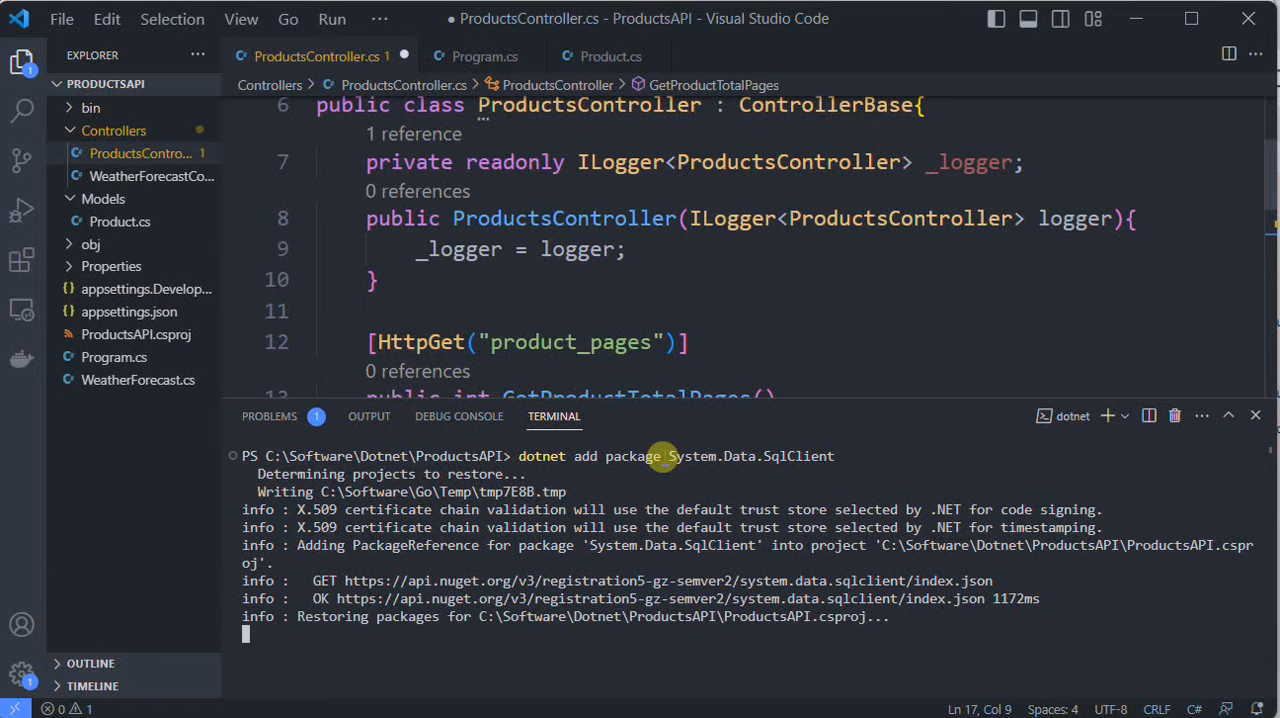 File Edit Selection View Go Run ··· ● ProductsController.cs - ProductsAPI - Visual Studio Code
EXPLORER ···
PRODUCTSAPI
bin
Controllers
ProductsContro... 1
WeatherForecastCo...
Models
Product.cs
obj
Properties
appsettings.Develop...
appsettings.json
ProductsAPI.csproj
Program.cs
WeatherForecast.cs
OUTLINE
TIMELINE
1
1
ProductsController.cs 1 ● Program.cs Product.cs
Controllers > ProductsController.cs > ProductsController > GetProductTotalPages
6 public class ProductsController : ControllerBase{
1 reference
7 private readonly ILogger<ProductsController> _logger;
0 references
8 public ProductsController(ILogger<ProductsController> logger){
9 _logger = logger;
10 }
11
12 [HttpGet("product_pages")]
0 references
13 public int GetProductTotalPages()
PROBLEMS 1 OUTPUT DEBUG CONSOLE TERMINAL dotnet
PS C:\Software\Dotnet\ProductsAPI> dotnet add package System.Data.SqlClient
Determining projects to restore...
Writing C:\Software\Go\Temp\tmp7E8B.tmp
info : X.509 certificate chain validation will use the default trust store selected by .NET for code signing.
info : X.509 certificate chain validation will use the default trust store selected by .NET for timestamping.
info : Adding PackageReference for package 'System.Data.SqlClient' into project 'C:\Software\Dotnet\ProductsAPI\ProductsAPI.cspr
oj'.
info : GET https://api.nuget.org/v3/registration5-gz-semver2/system.data.sqlclient/index.json
info : OK https://api.nuget.org/v3/registration5-gz-semver2/system.data.sqlclient/index.json 1172ms
info : Restoring packages for C:\Software\Dotnet\ProductsAPI\ProductsAPI.csproj...
0 1 Ln 17, Col 9 Spaces: 4 UTF-8 CRLF C#